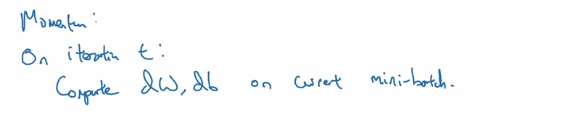 Momentum:
On iteration t:
Compute dW, db on current mini-batch.